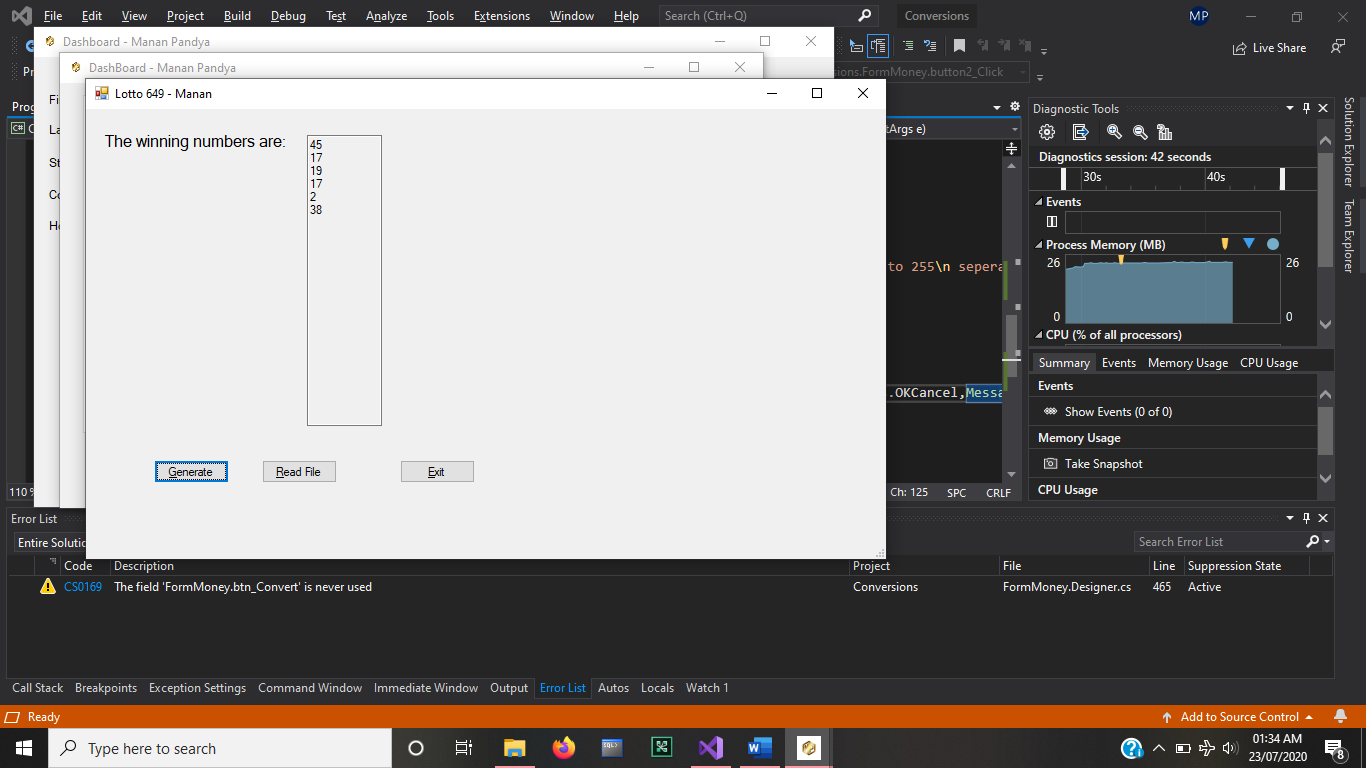 File Edit View Project Build Debug Test Analyze Tools Extensions Window Help Search (Ctrl+Q) Conversions MP
Dashboard - Manan Pandya
Live Share
DashBoard - Manan Pandya
ions.FormMoney.button2_Click
Lotto 649 - Manan
tArgs e)
The winning numbers are:
45
17
19
17
2
38
Generate Read File Exit
to 255\n sepera
.OKCancel,Messa
110 %
Ch: 125 SPC CRLF
Diagnostic Tools
Diagnostics session: 42 seconds
30s 40s
Events
Process Memory (MB)
26 26
0 0
CPU (% of all processors)
Summary Events Memory Usage CPU Usage
Events
Show Events (0 of 0)
Memory Usage
Take Snapshot
CPU Usage
Solution Explorer
Team Explorer
Error List
Entire Solutio
Search Error List
Code Description Project File Line Suppression State
CS0169 The field 'FormMoney.btn_Convert' is never used Conversions FormMoney.Designer.cs 465 Active
Call Stack Breakpoints Exception Settings Command Window Immediate Window Output Error List Autos Locals Watch 1
Ready Add to Source Control
Type here to search
01:34 AM
23/07/2020
8